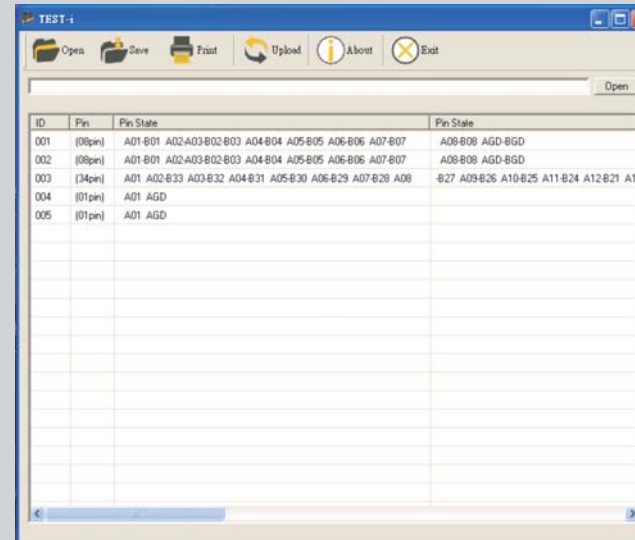 TEST-i
Open Save Print Upload About Exit
Open
ID Pin Pin State Pin State
001 (08pin) A01-B01 A02-A03-B02-B03 A04-B04 A05-B05 A06-B06 A07-B07 A08-B08 AGD-BGD
002 (08pin) A01-B01 A02-A03-B02-B03 A04-B04 A05-B05 A06-B06 A07-B07 A08-B08 AGD-BGD
003 (34pin) A01 A02-B33 A03-B32 A04-B31 A05-B30 A06-B29 A07-B28 A08 -B27 A09-B26 A10-B25 A11-B24 A12-B21
004 (01pin) A01 AGD
005 (01pin) A01 AGD